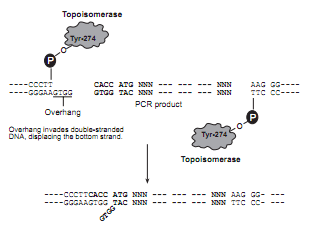 Topoisomerase
Tyr-274
O
P
----CCCTT CACC ATG NNN --- --- --- NNN AAG GG----
----GGGAAGTGG GTGG TAC NNN --- --- --- NNN TTC CC----
Overhang PCR product
Overhang invades double-stranded
DNA, displacing the bottom strand.
P
O
Tyr-274
Topoisomerase
----CCCTTCACC ATG NNN --- --- --- NNN AAG GG- ---
----GGGAAGTGG TAC NNN --- --- --- NNN TTC CC- ---
GTGG